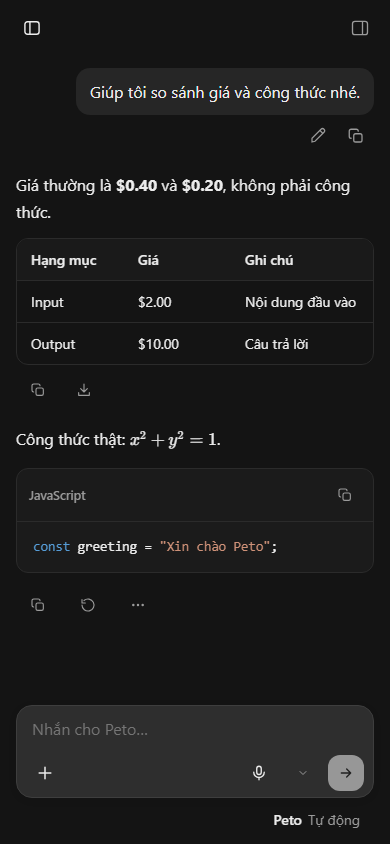 Giúp tôi so sánh giá và công thức nhé.
Giá thường là $0.40 và $0.20, không phải công
thức.
Hạng mục Giá Ghi chú
Input $2.00 Nội dung đầu vào
Output $10.00 Câu trả lời
Công thức thật: x² + y² = 1.
JavaScript
const greeting = "Xin chào Peto";
Nhắn cho Peto...
Peto Tự động